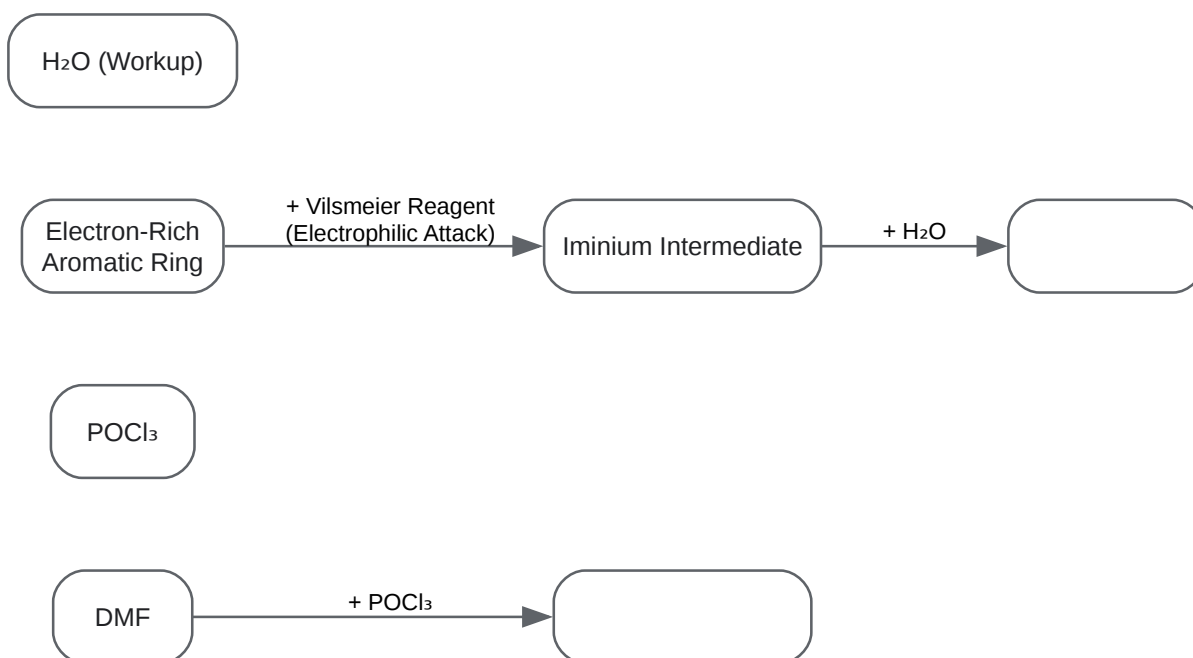 H₂O (Workup)
+ Vilsmeier Reagent
(Electrophilic Attack)
Electron-Rich
Aromatic Ring
Iminium Intermediate
+ H₂O
POCl₃
DMF
+ POCl₃